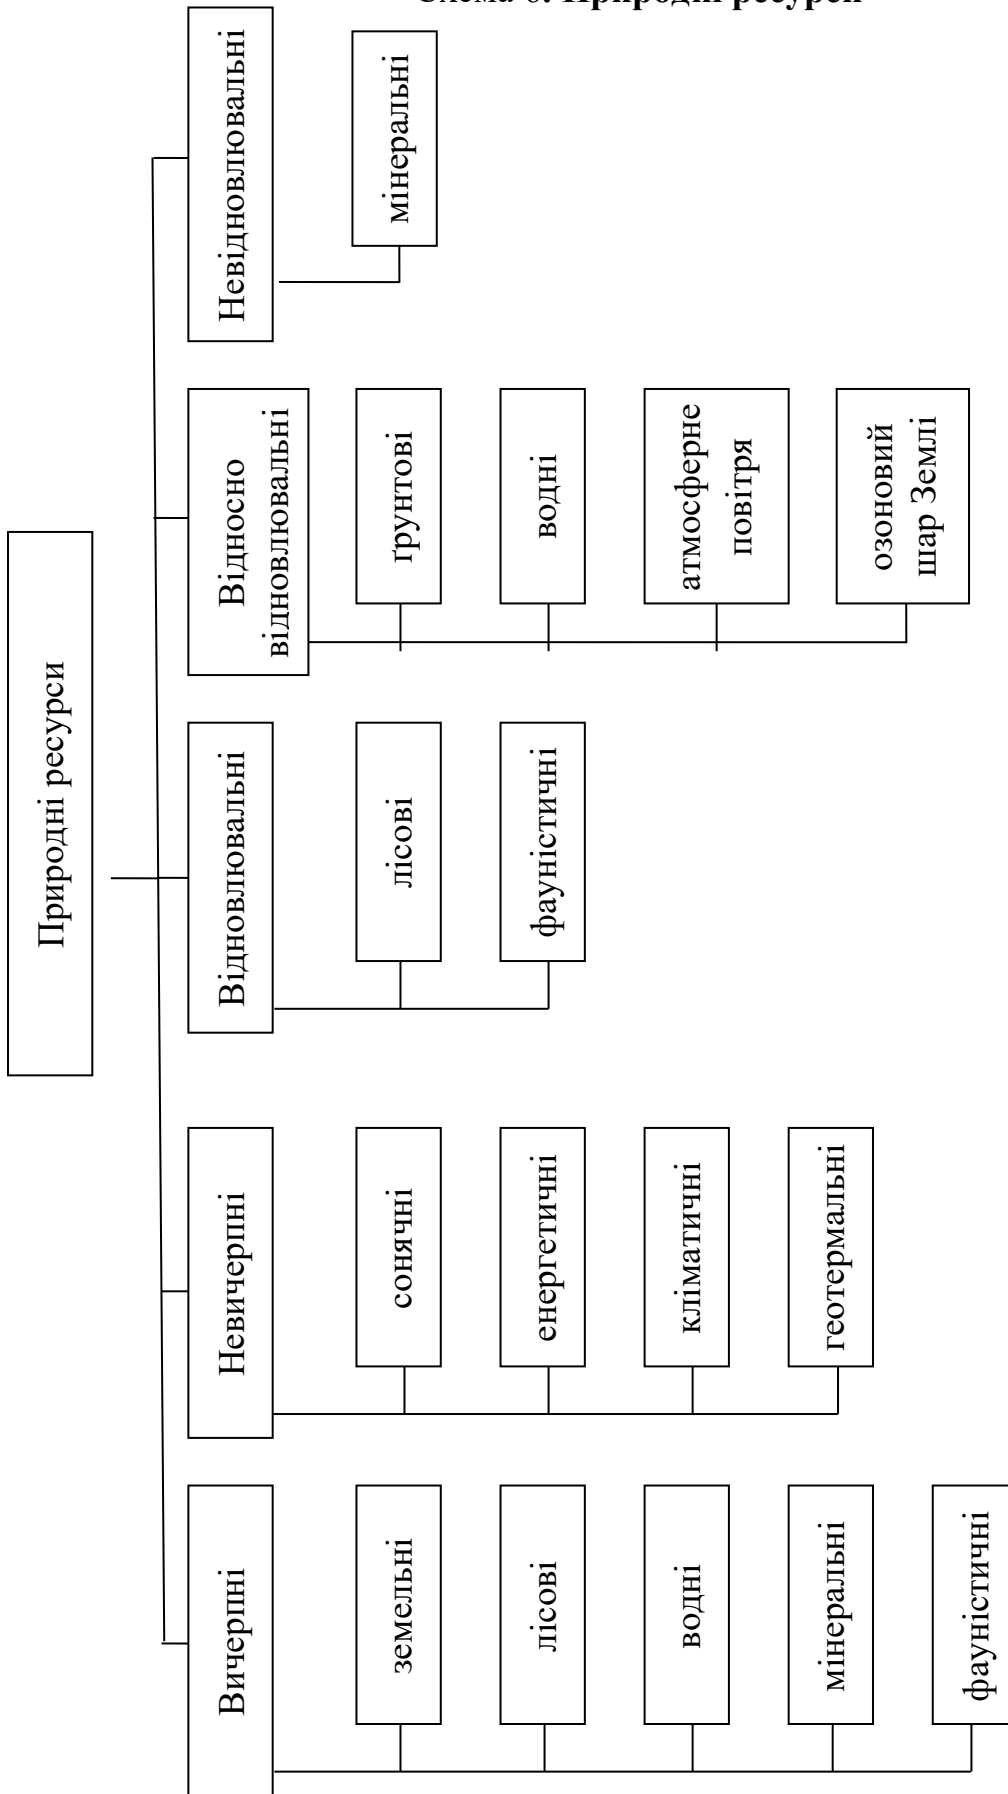 Схема 6. Природні ресурси
Природні ресурси
Вичерпні
земельні
лісові
водні
мінеральні
фауністичні
Невичерпні
сонячні
енергетичні
кліматичні
геотермальні
Відновлювальні
лісові
фауністичні
Відносно
відновлювальні
ґрунтові
водні
атмосферне
повітря
озоновий
шар Землі
Невідновлювальні
мінеральні